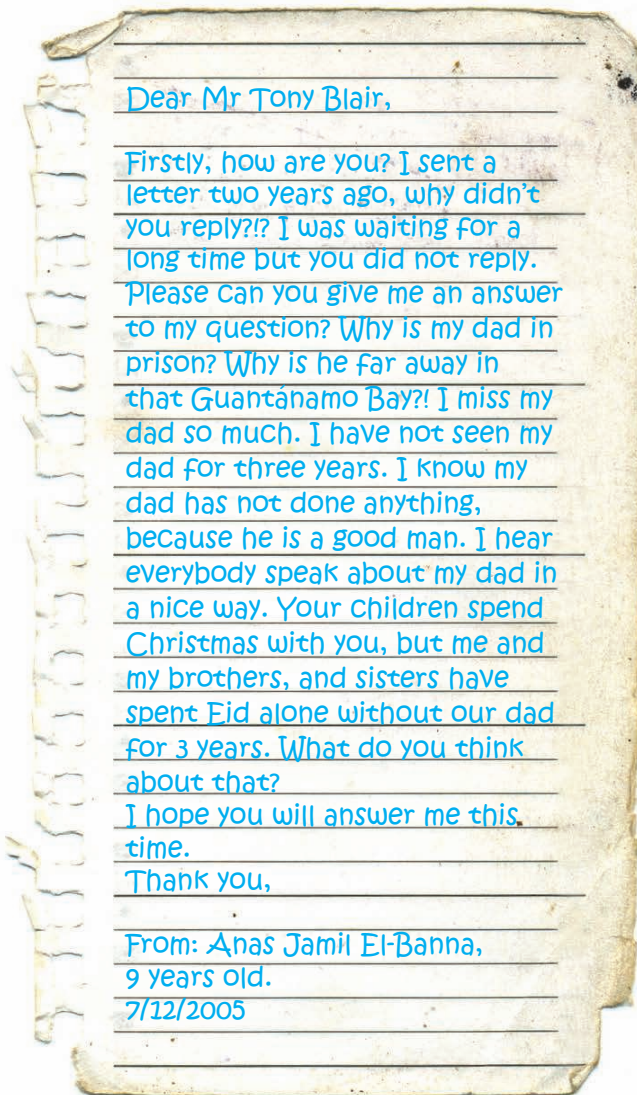 Dear Mr Tony Blair,
Firstly, how are you? I sent a
letter two years ago, why didn't
you reply?!? I was waiting for a
long time but you did not reply.
Please can you give me an answer
to my question? Why is my dad in
prison? Why is he far away in
that Guantánamo Bay?! I miss my
dad so much. I have not seen my
dad for three years. I know my
dad has not done anything,
because he is a good man. I hear
everybody speak about my dad in
a nice way. Your children spend
Christmas with you, but me and
my brothers, and sisters have
spent Eid alone without our dad
for 3 years. What do you think
about that?
I hope you will answer me this
time.
Thank you,
From: Anas Jamil El-Banna,
9 years old.
7/12/2005